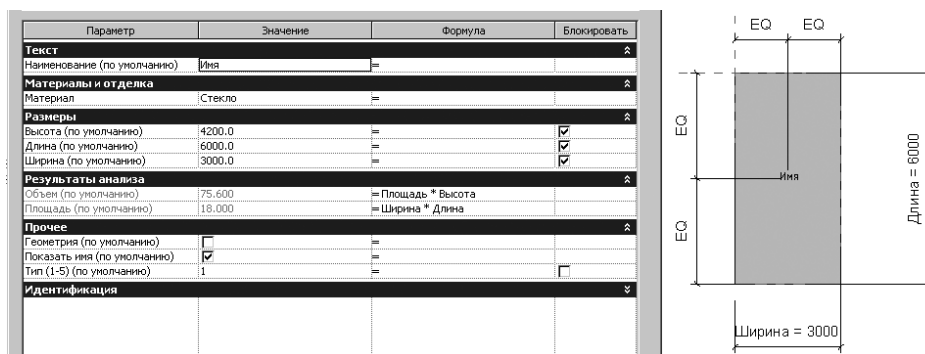 Параметр Значение Формула Блокировать
Текст
Наименование (по умолчанию) Имя =
Материалы и отделка
Материал Стекло =
Размеры
Высота (по умолчанию) 4200.0 =
Длина (по умолчанию) 6000.0 =
Ширина (по умолчанию) 3000.0 =
Результаты анализа
Объем (по умолчанию) 75.600 = Площадь * Высота
Площадь (по умолчанию) 18.000 = Ширина * Длина
Прочее
Геометрия (по умолчанию) =
Показать имя (по умолчанию) =
Тип (1-5) (по умолчанию) 1 =
Идентификация
EQ EQ
EQ
Имя
EQ
Длина = 6000
Ширина = 3000